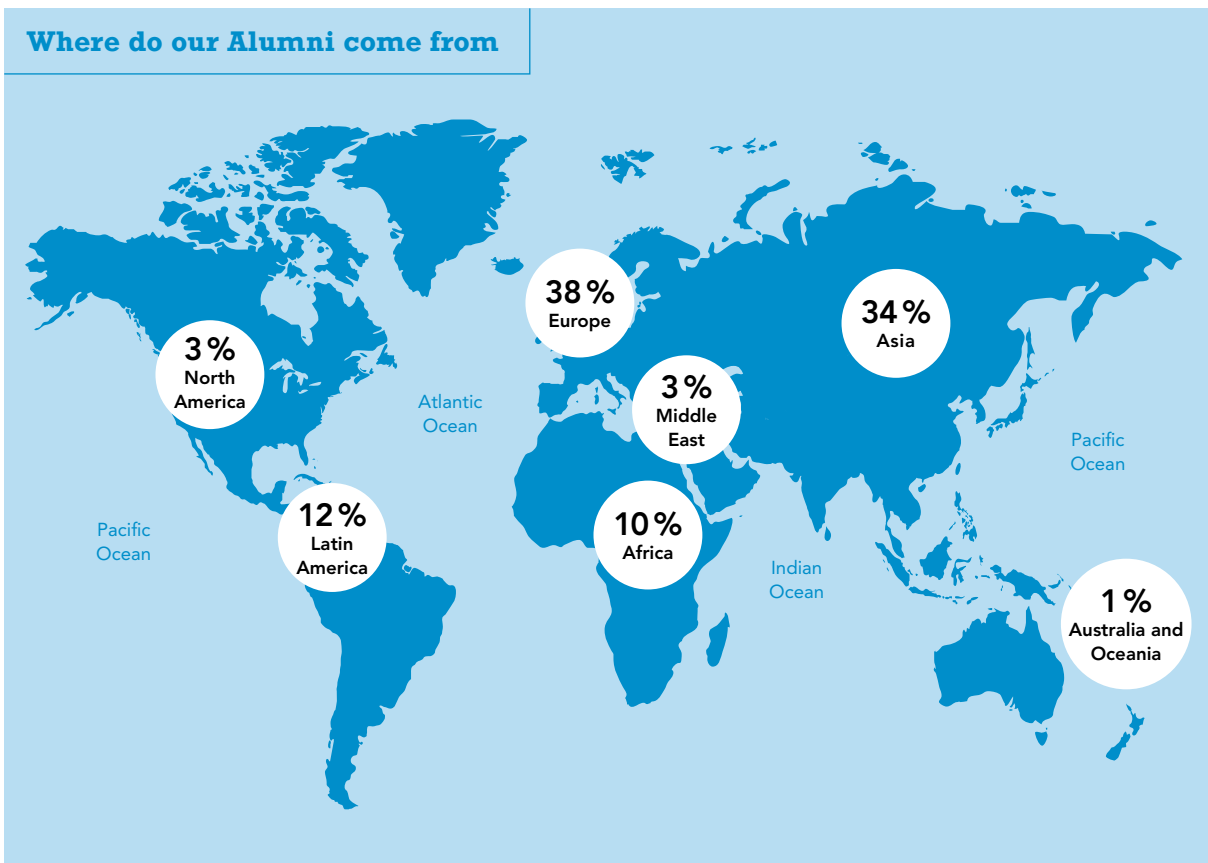 Where do our Alumni come from
38 %
Europe
34 %
Asia
3 %
North
America
3 %
Middle
East
Atlantic
Ocean
Pacific
Ocean
12 %
Latin
America
10 %
Africa
Pacific
Ocean
Indian
Ocean
1 %
Australia and
Oceania